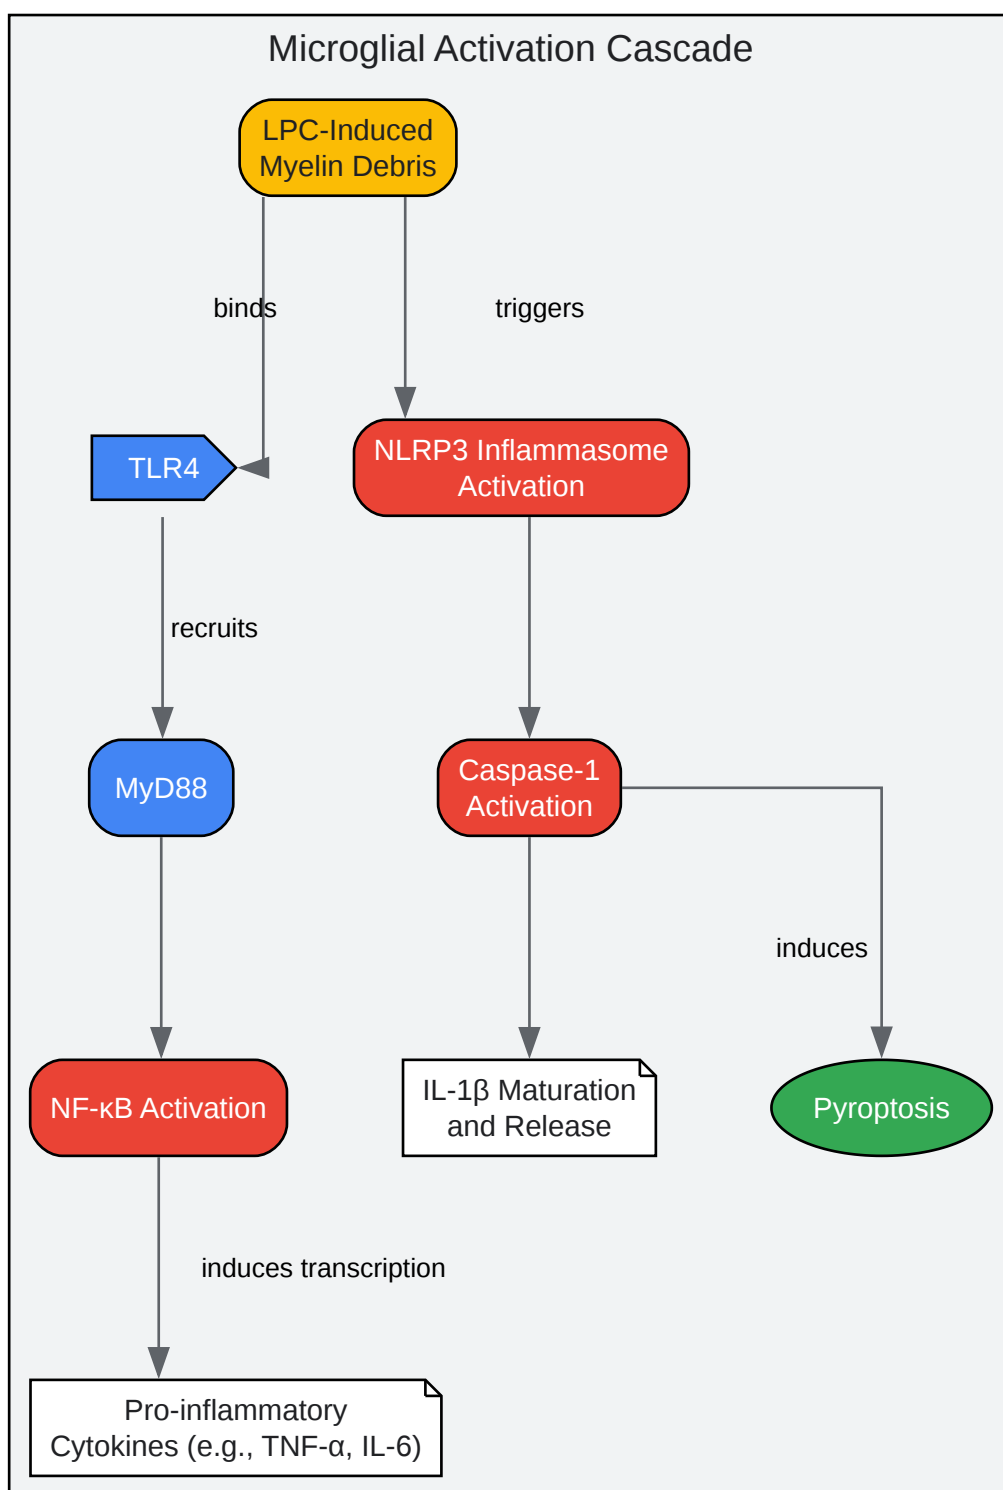 Microglial Activation Cascade
LPC-Induced
Myelin Debris
binds
triggers
TLR4
NLRP3 Inflammasome
Activation
recruits
MyD88
Caspase-1
Activation
induces
NF-κB Activation
IL-1β Maturation
and Release
Pyroptosis
induces transcription
Pro-inflammatory
Cytokines (e.g., TNF-α, IL-6)